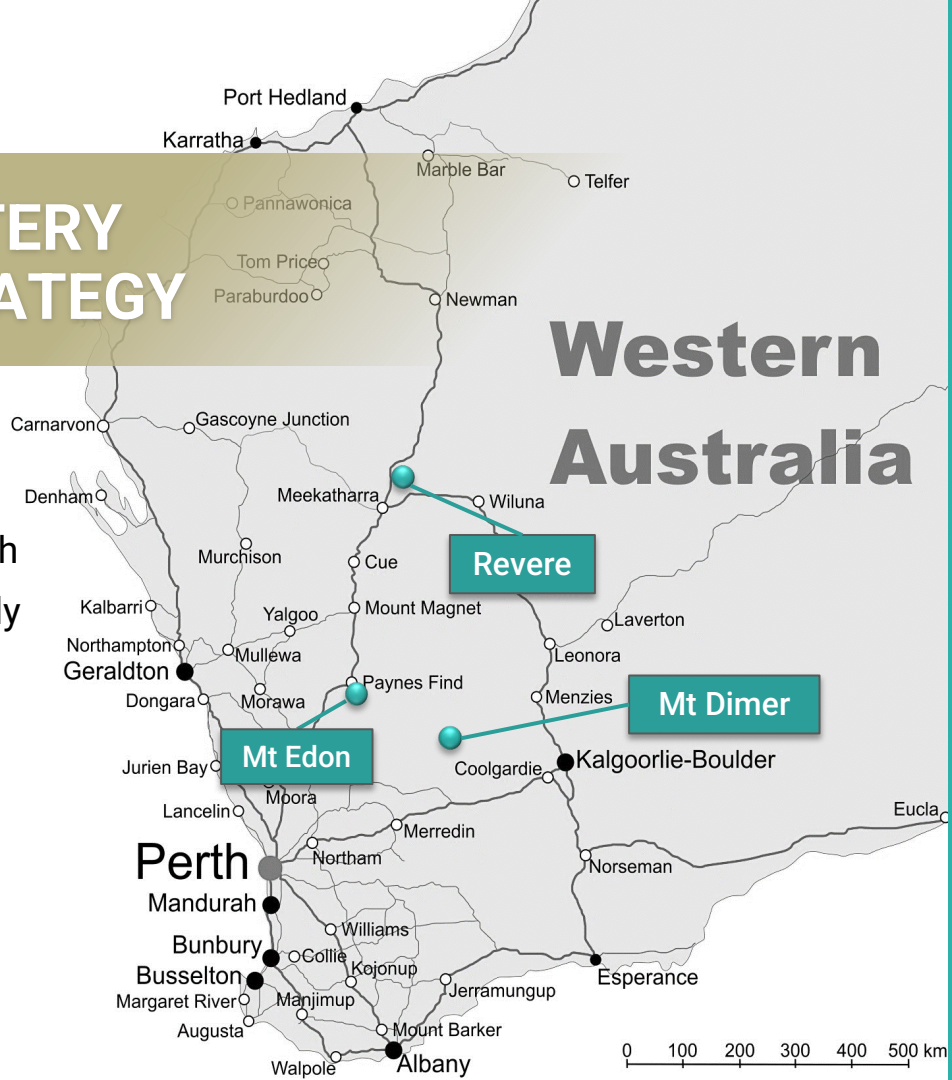 Port Hedland
Karratha
Marble Bar
Telfer
Pannawonica
TERY
Tom Price
ATEGY
Paraburdoo
Newman
Western
Australia
Carnarvon
Gascoyne Junction
Denham
Meekatharra
Wiluna
h
Murchison
Cue
Revere
ly
Kalbarri
Yalgoo
Mount Magnet
Laverton
Northampton
Mullewa
Leonora
Geraldton
Paynes Find
Dongara
Morawa
Menzies
Mt Dimer
Mt Edon
Jurien Bay
Coolgardie
Kalgoorlie-Boulder
Moora
Lancelin
Eucla
Merredin
Perth
Northam
Norseman
Mandurah
Williams
Bunbury
Collie
Busselton
Kojonup
Esperance
Margaret River
Manjimup
Jerramungup
Augusta
Mount Barker
Walpole
Albany
0 100 200 300 400 500 km